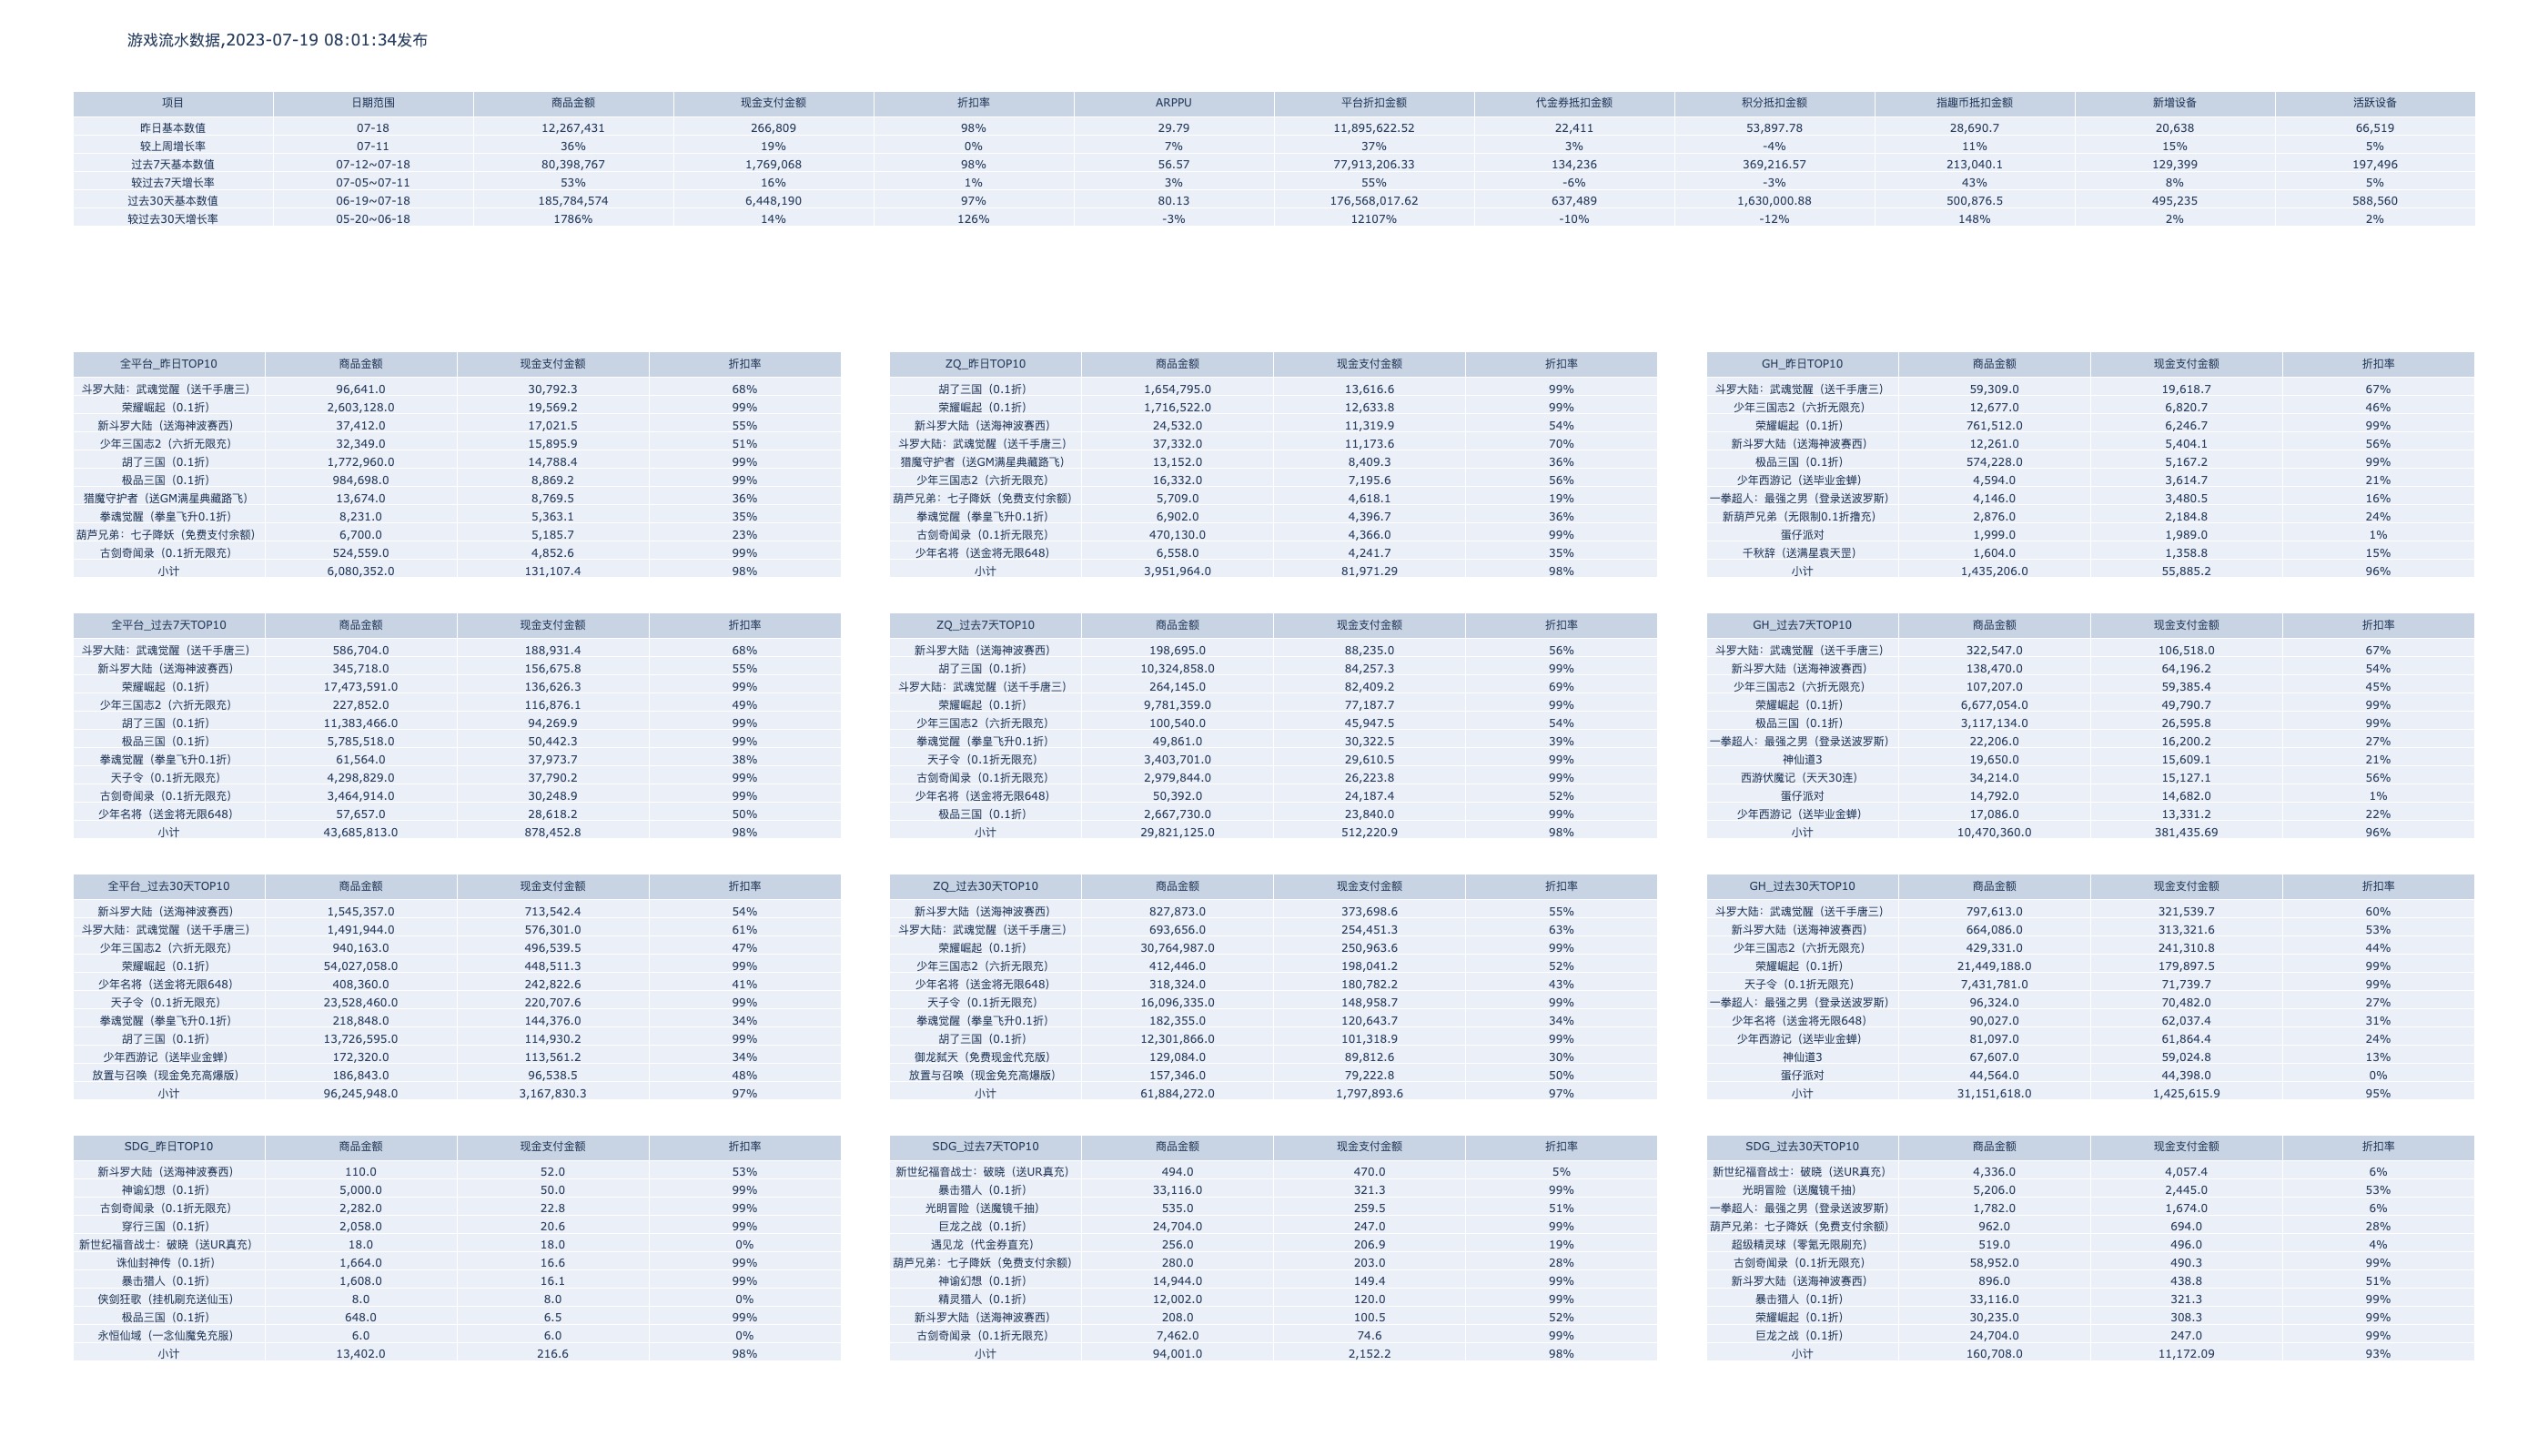 游戏流水数据,2023-07-19 08:01:34发布
项目 日期范围 商品金额 现金支付金额 折扣率 ARPPU 平台折扣金额 代金券抵扣金额 积分抵扣金额 指趣币抵扣金额 新增设备 活跃设备
昨日基本数值 07-18 12,267,431 266,809 98% 29.79 11,895,622.52 22,411 53,897.78 28,690.7 20,638 66,519
较上周增长率 07-11 36% 19% 0% 7% 37% 3% -4% 11% 15% 5%
过去7天基本数值 07-12~07-18 80,398,767 1,769,068 98% 56.57 77,913,206.33 134,236 369,216.57 213,040.1 129,399 197,496
较过去7天增长率 07-05~07-11 53% 16% 1% 3% 55% -6% -3% 43% 8% 5%
过去30天基本数值 06-19~07-18 185,784,574 6,448,190 97% 80.13 176,568,017.62 637,489 1,630,000.88 500,876.5 495,235 588,560
较过去30天增长率 05-20~06-18 1786% 14% 126% -3% 12107% -10% -12% 148% 2% 2%
全平台_昨日TOP10 商品金额 现金支付金额 折扣率
斗罗大陆：武魂觉醒（送千手唐三） 96,641.0 30,792.3 68%
荣耀崛起（0.1折） 2,603,128.0 19,569.2 99%
新斗罗大陆（送海神波赛西） 37,412.0 17,021.5 55%
少年三国志2（六折无限充） 32,349.0 15,895.9 51%
胡了三国（0.1折） 1,772,960.0 14,788.4 99%
极品三国（0.1折） 984,698.0 8,869.2 99%
猎魔守护者（送GM满星典藏路飞） 13,674.0 8,769.5 36%
拳魂觉醒（拳皇飞升0.1折） 8,231.0 5,363.1 35%
葫芦兄弟：七子降妖（免费支付余额） 6,700.0 5,185.7 23%
古剑奇闻录（0.1折无限充） 524,559.0 4,852.6 99%
小计 6,080,352.0 131,107.4 98%
ZQ_昨日TOP10 商品金额 现金支付金额 折扣率
胡了三国（0.1折） 1,654,795.0 13,616.6 99%
荣耀崛起（0.1折） 1,716,522.0 12,633.8 99%
新斗罗大陆（送海神波赛西） 24,532.0 11,319.9 54%
斗罗大陆：武魂觉醒（送千手唐三） 37,332.0 11,173.6 70%
猎魔守护者（送GM满星典藏路飞） 13,152.0 8,409.3 36%
少年三国志2（六折无限充） 16,332.0 7,195.6 56%
葫芦兄弟：七子降妖（免费支付余额） 5,709.0 4,618.1 19%
拳魂觉醒（拳皇飞升0.1折） 6,902.0 4,396.7 36%
古剑奇闻录（0.1折无限充） 470,130.0 4,366.0 99%
少年名将（送金将无限648） 6,558.0 4,241.7 35%
小计 3,951,964.0 81,971.29 98%
GH_昨日TOP10 商品金额 现金支付金额 折扣率
斗罗大陆：武魂觉醒（送千手唐三） 59,309.0 19,618.7 67%
少年三国志2（六折无限充） 12,677.0 6,820.7 46%
荣耀崛起（0.1折） 761,512.0 6,246.7 99%
新斗罗大陆（送海神波赛西） 12,261.0 5,404.1 56%
极品三国（0.1折） 574,228.0 5,167.2 99%
少年西游记（送毕业金蝉） 4,594.0 3,614.7 21%
一拳超人：最强之男（登录送波罗斯） 4,146.0 3,480.5 16%
新葫芦兄弟（无限制0.1折撸充） 2,876.0 2,184.8 24%
蛋仔派对 1,999.0 1,989.0 1%
千秋辞（送满星袁天罡） 1,604.0 1,358.8 15%
小计 1,435,206.0 55,885.2 96%
全平台_过去7天TOP10 商品金额 现金支付金额 折扣率
斗罗大陆：武魂觉醒（送千手唐三） 586,704.0 188,931.4 68%
新斗罗大陆（送海神波赛西） 345,718.0 156,675.8 55%
荣耀崛起（0.1折） 17,473,591.0 136,626.3 99%
少年三国志2（六折无限充） 227,852.0 116,876.1 49%
胡了三国（0.1折） 11,383,466.0 94,269.9 99%
极品三国（0.1折） 5,785,518.0 50,442.3 99%
拳魂觉醒（拳皇飞升0.1折） 61,564.0 37,973.7 38%
天子令（0.1折无限充） 4,298,829.0 37,790.2 99%
古剑奇闻录（0.1折无限充） 3,464,914.0 30,248.9 99%
少年名将（送金将无限648） 57,657.0 28,618.2 50%
小计 43,685,813.0 878,452.8 98%
ZQ_过去7天TOP10 商品金额 现金支付金额 折扣率
新斗罗大陆（送海神波赛西） 198,695.0 88,235.0 56%
胡了三国（0.1折） 10,324,858.0 84,257.3 99%
斗罗大陆：武魂觉醒（送千手唐三） 264,145.0 82,409.2 69%
荣耀崛起（0.1折） 9,781,359.0 77,187.7 99%
少年三国志2（六折无限充） 100,540.0 45,947.5 54%
拳魂觉醒（拳皇飞升0.1折） 49,861.0 30,322.5 39%
天子令（0.1折无限充） 3,403,701.0 29,610.5 99%
古剑奇闻录（0.1折无限充） 2,979,844.0 26,223.8 99%
少年名将（送金将无限648） 50,392.0 24,187.4 52%
极品三国（0.1折） 2,667,730.0 23,840.0 99%
小计 29,821,125.0 512,220.9 98%
GH_过去7天TOP10 商品金额 现金支付金额 折扣率
斗罗大陆：武魂觉醒（送千手唐三） 322,547.0 106,518.0 67%
新斗罗大陆（送海神波赛西） 138,470.0 64,196.2 54%
少年三国志2（六折无限充） 107,207.0 59,385.4 45%
荣耀崛起（0.1折） 6,677,054.0 49,790.7 99%
极品三国（0.1折） 3,117,134.0 26,595.8 99%
一拳超人：最强之男（登录送波罗斯） 22,206.0 16,200.2 27%
神仙道3 19,650.0 15,609.1 21%
西游伏魔记（天天30连） 34,214.0 15,127.1 56%
蛋仔派对 14,792.0 14,682.0 1%
少年西游记（送毕业金蝉） 17,086.0 13,331.2 22%
小计 10,470,360.0 381,435.69 96%
全平台_过去30天TOP10 商品金额 现金支付金额 折扣率
新斗罗大陆（送海神波赛西） 1,545,357.0 713,542.4 54%
斗罗大陆：武魂觉醒（送千手唐三） 1,491,944.0 576,301.0 61%
少年三国志2（六折无限充） 940,163.0 496,539.5 47%
荣耀崛起（0.1折） 54,027,058.0 448,511.3 99%
少年名将（送金将无限648） 408,360.0 242,822.6 41%
天子令（0.1折无限充） 23,528,460.0 220,707.6 99%
拳魂觉醒（拳皇飞升0.1折） 218,848.0 144,376.0 34%
胡了三国（0.1折） 13,726,595.0 114,930.2 99%
少年西游记（送毕业金蝉） 172,320.0 113,561.2 34%
放置与召唤（现金免充高爆版） 186,843.0 96,538.5 48%
小计 96,245,948.0 3,167,830.3 97%
ZQ_过去30天TOP10 商品金额 现金支付金额 折扣率
新斗罗大陆（送海神波赛西） 827,873.0 373,698.6 55%
斗罗大陆：武魂觉醒（送千手唐三） 693,656.0 254,451.3 63%
荣耀崛起（0.1折） 30,764,987.0 250,963.6 99%
少年三国志2（六折无限充） 412,446.0 198,041.2 52%
少年名将（送金将无限648） 318,324.0 180,782.2 43%
天子令（0.1折无限充） 16,096,335.0 148,958.7 99%
拳魂觉醒（拳皇飞升0.1折） 182,355.0 120,643.7 34%
胡了三国（0.1折） 12,301,866.0 101,318.9 99%
御龙弑天（免费现金代充版） 129,084.0 89,812.6 30%
放置与召唤（现金免充高爆版） 157,346.0 79,222.8 50%
小计 61,884,272.0 1,797,893.6 97%
GH_过去30天TOP10 商品金额 现金支付金额 折扣率
斗罗大陆：武魂觉醒（送千手唐三） 797,613.0 321,539.7 60%
新斗罗大陆（送海神波赛西） 664,086.0 313,321.6 53%
少年三国志2（六折无限充） 429,331.0 241,310.8 44%
荣耀崛起（0.1折） 21,449,188.0 179,897.5 99%
天子令（0.1折无限充） 7,431,781.0 71,739.7 99%
一拳超人：最强之男（登录送波罗斯） 96,324.0 70,482.0 27%
少年名将（送金将无限648） 90,027.0 62,037.4 31%
少年西游记（送毕业金蝉） 81,097.0 61,864.4 24%
神仙道3 67,607.0 59,024.8 13%
蛋仔派对 44,564.0 44,398.0 0%
小计 31,151,618.0 1,425,615.9 95%
SDG_昨日TOP10 商品金额 现金支付金额 折扣率
新斗罗大陆（送海神波赛西） 110.0 52.0 53%
神谕幻想（0.1折） 5,000.0 50.0 99%
古剑奇闻录（0.1折无限充） 2,282.0 22.8 99%
穿行三国（0.1折） 2,058.0 20.6 99%
新世纪福音战士：破晓（送UR真充） 18.0 18.0 0%
诛仙封神传（0.1折） 1,664.0 16.6 99%
暴击猎人（0.1折） 1,608.0 16.1 99%
侠剑狂歌（挂机刷充送仙玉） 8.0 8.0 0%
极品三国（0.1折） 648.0 6.5 99%
永恒仙域（一念仙魔免充服） 6.0 6.0 0%
小计 13,402.0 216.6 98%
SDG_过去7天TOP10 商品金额 现金支付金额 折扣率
新世纪福音战士：破晓（送UR真充） 494.0 470.0 5%
暴击猎人（0.1折） 33,116.0 321.3 99%
光明冒险（送魔镜千抽） 535.0 259.5 51%
巨龙之战（0.1折） 24,704.0 247.0 99%
遇见龙（代金券直充） 256.0 206.9 19%
葫芦兄弟：七子降妖（免费支付余额） 280.0 203.0 28%
神谕幻想（0.1折） 14,944.0 149.4 99%
精灵猎人（0.1折） 12,002.0 120.0 99%
新斗罗大陆（送海神波赛西） 208.0 100.5 52%
古剑奇闻录（0.1折无限充） 7,462.0 74.6 99%
小计 94,001.0 2,152.2 98%
SDG_过去30天TOP10 商品金额 现金支付金额 折扣率
新世纪福音战士：破晓（送UR真充） 4,336.0 4,057.4 6%
光明冒险（送魔镜千抽） 5,206.0 2,445.0 53%
一拳超人：最强之男（登录送波罗斯） 1,782.0 1,674.0 6%
葫芦兄弟：七子降妖（免费支付余额） 962.0 694.0 28%
超级精灵球（零氪无限刷充） 519.0 496.0 4%
古剑奇闻录（0.1折无限充） 58,952.0 490.3 99%
新斗罗大陆（送海神波赛西） 896.0 438.8 51%
暴击猎人（0.1折） 33,116.0 321.3 99%
荣耀崛起（0.1折） 30,235.0 308.3 99%
巨龙之战（0.1折） 24,704.0 247.0 99%
小计 160,708.0 11,172.09 93%